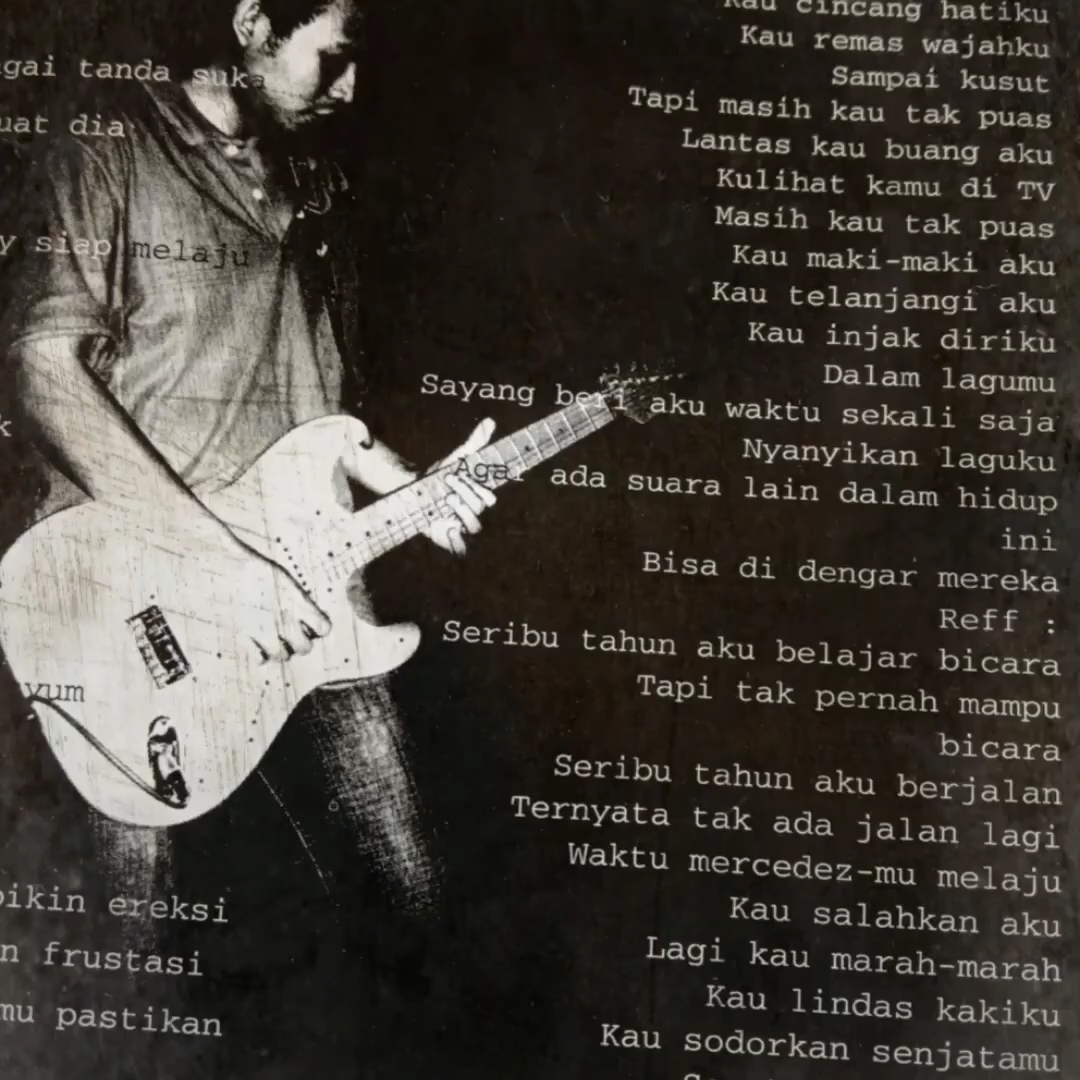 gai tanda suka
uat dia
y siap melaju
k
yum
bikin ereksi
n frustasi
mu pastikan
Kau cincang hatiku
Kau remas wajahku
Sampai kusut
Tapi masih kau tak puas
Lantas kau buang aku
Kulihat kamu di TV
Masih kau tak puas
Kau maki-maki aku
Kau telanjangi aku
Kau injak diriku
Dalam lagumu
Sayang beri aku waktu sekali saja
Nyanyikan laguku
Agar ada suara lain dalam hidup
ini
Bisa di dengar mereka
Reff :
Seribu tahun aku belajar bicara
Tapi tak pernah mampu
bicara
Seribu tahun aku berjalan
Ternyata tak ada jalan lagi
Waktu mercedez-mu melaju
Kau salahkan aku
Lagi kau marah-marah
Kau lindas kakiku
Kau sodorkan senjatamu